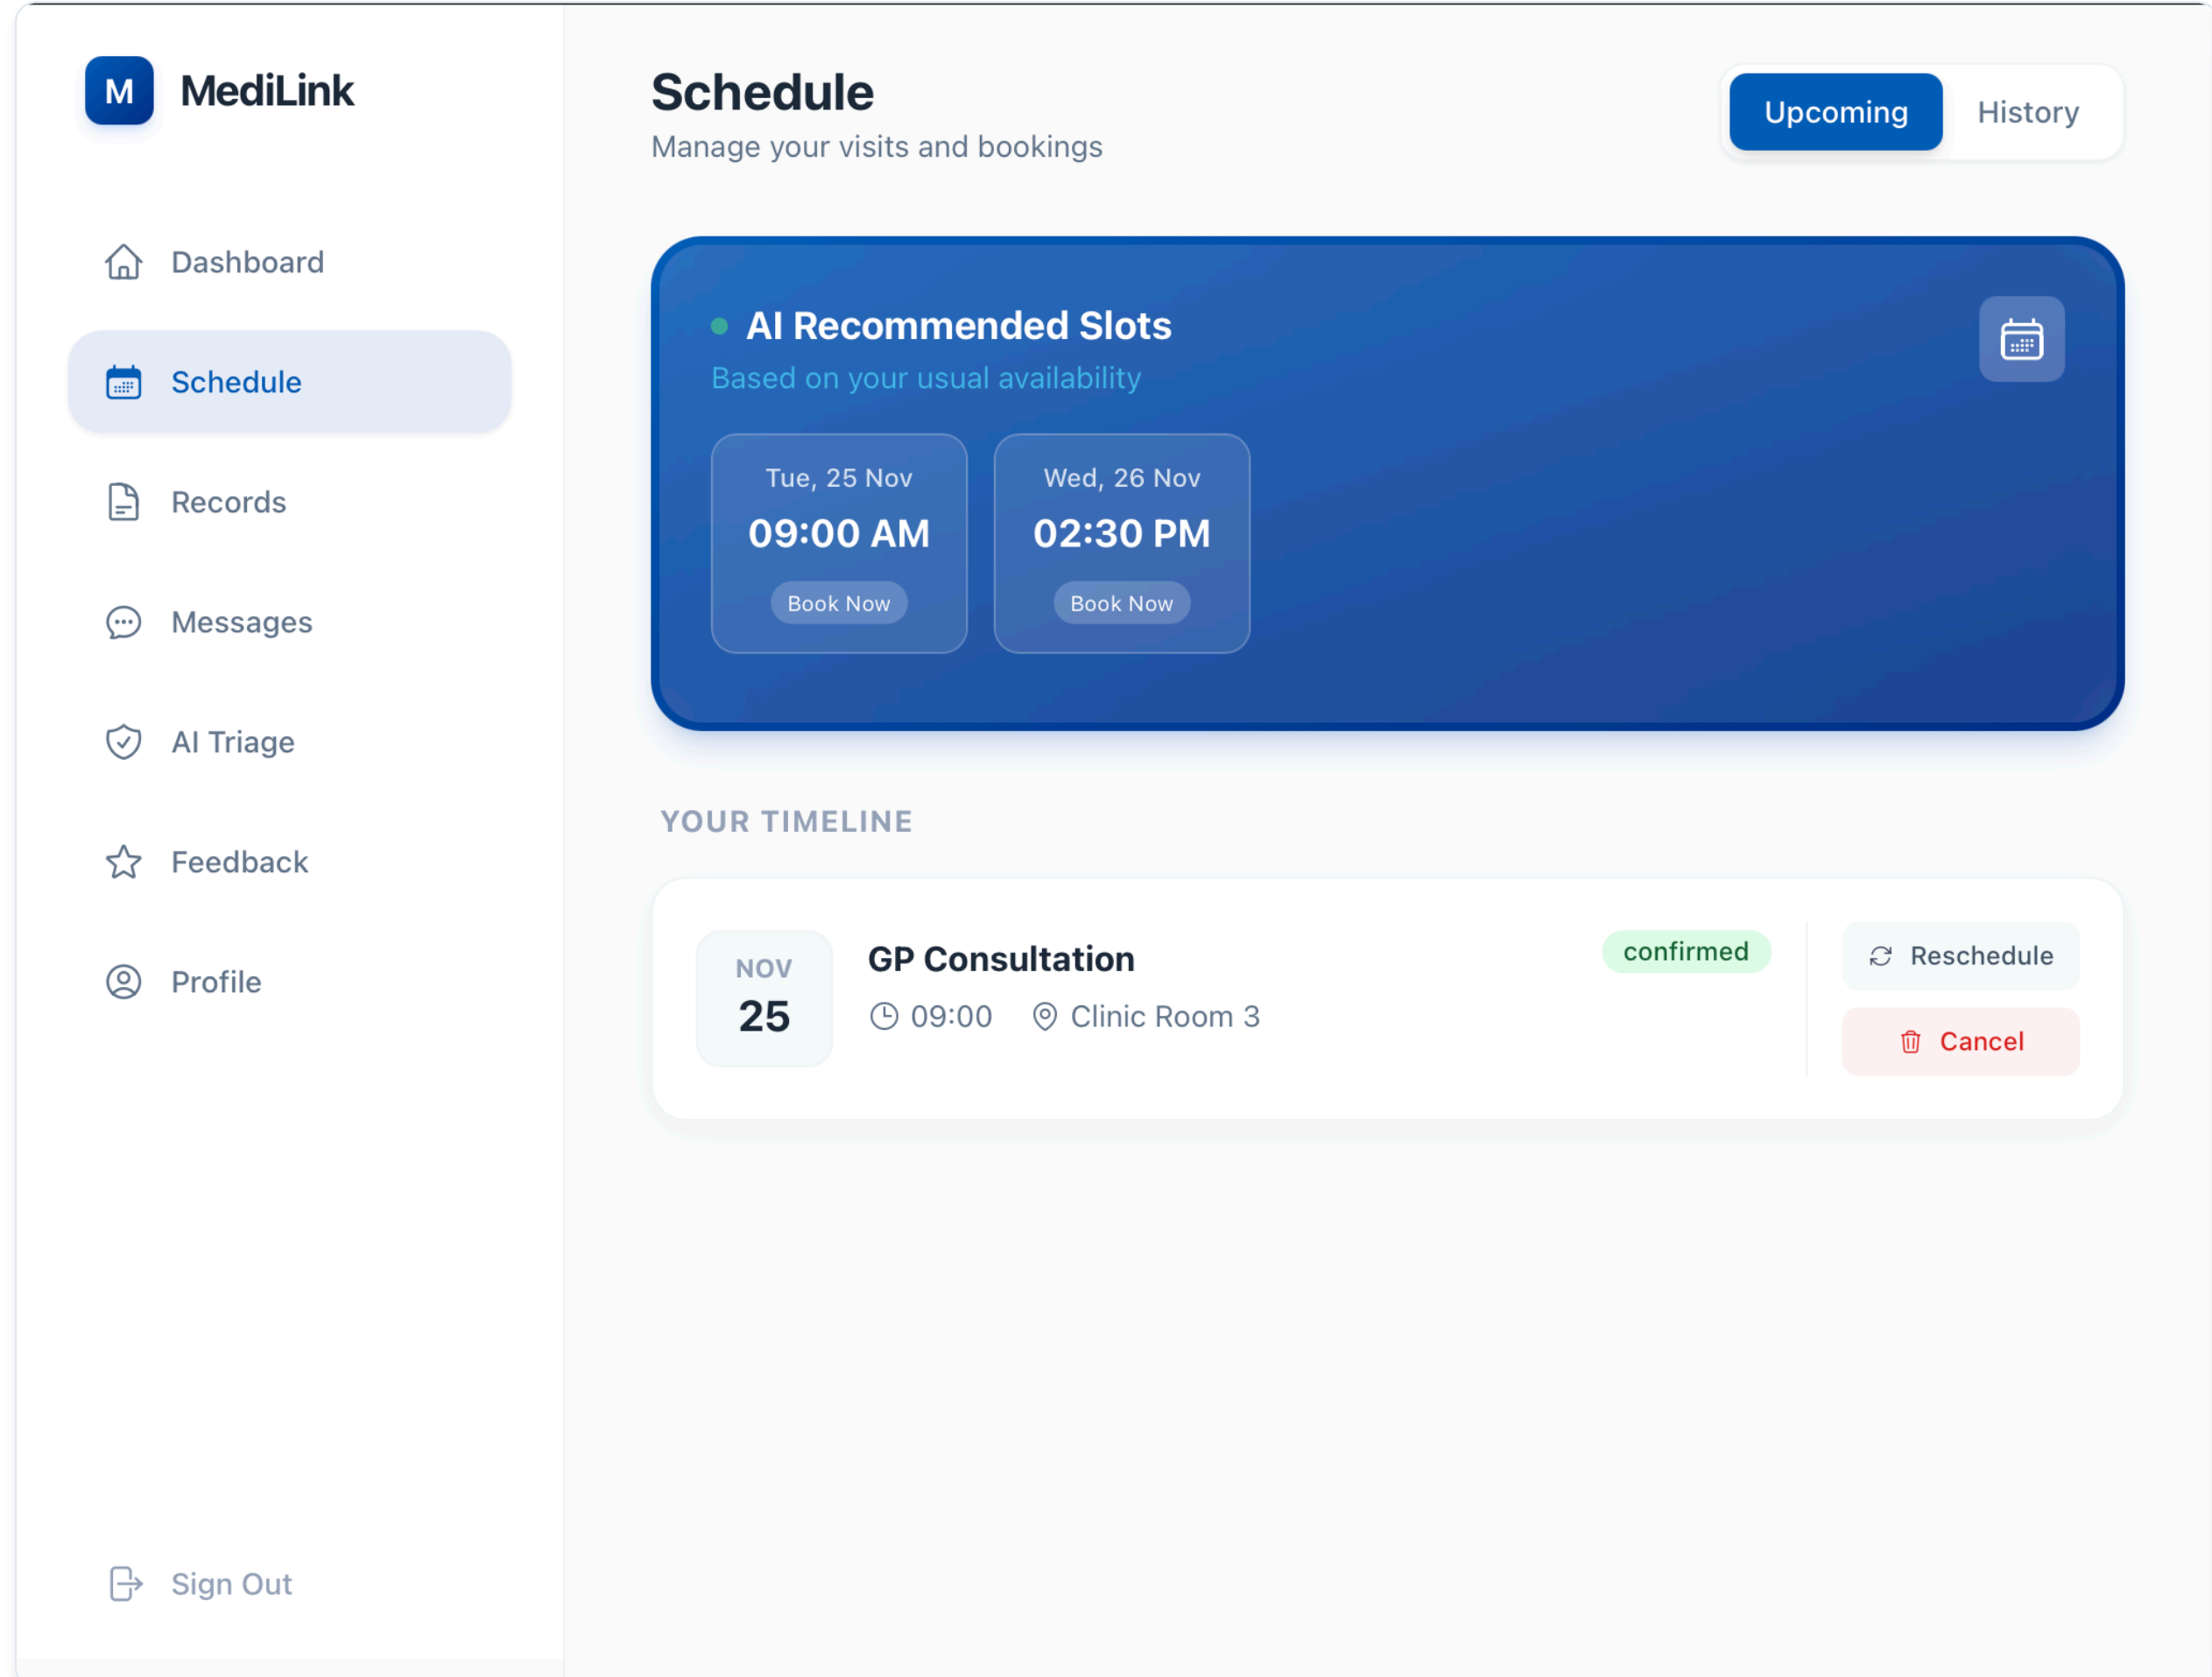 M MediLink
Dashboard
Schedule
Records
Messages
AI Triage
Feedback
Profile
Sign Out
Schedule
Manage your visits and bookings
Upcoming History
AI Recommended Slots
Based on your usual availability
Tue, 25 Nov
09:00 AM
Book Now
Wed, 26 Nov
02:30 PM
Book Now
YOUR TIMELINE
NOV
25
GP Consultation
09:00 Clinic Room 3
confirmed
Reschedule
Cancel